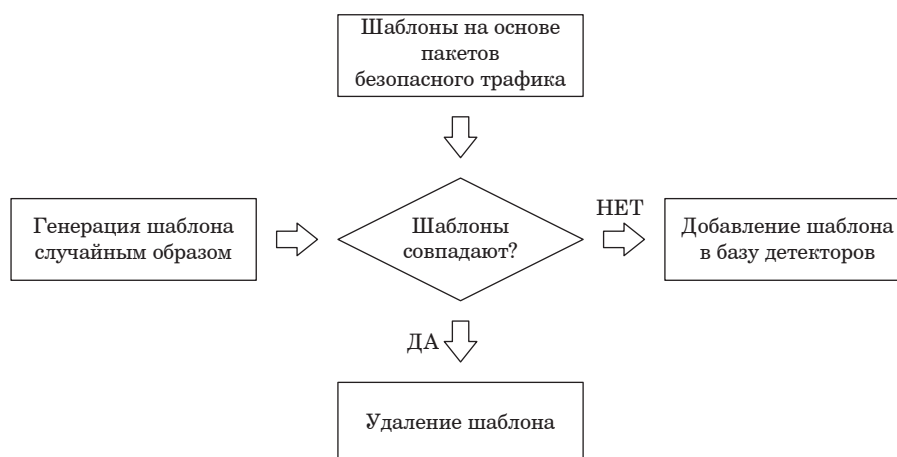 Шаблоны на основе
пакетов
безопасного трафика
Генерация шаблона
случайным образом
Шаблоны
совпадают?
НЕТ
Добавление шаблона
в базу детекторов
ДА
Удаление шаблона